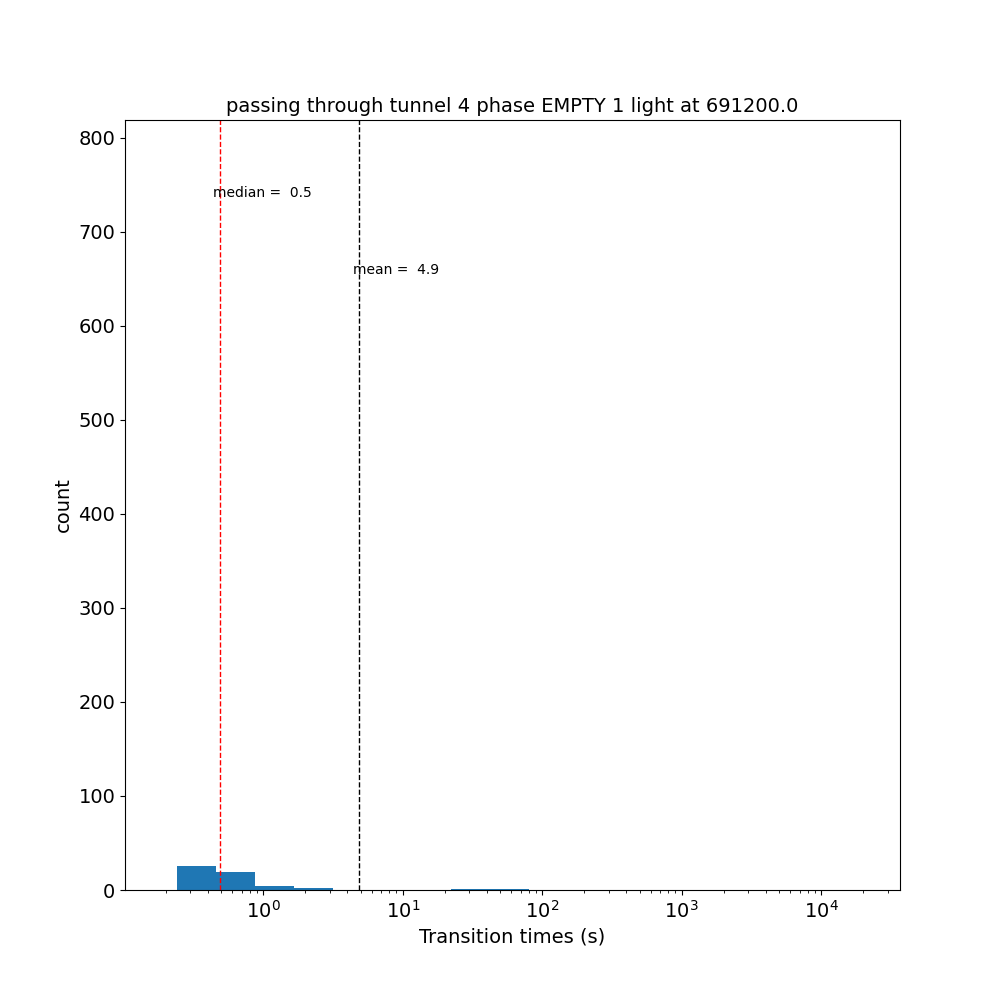 passing through tunnel 4 phase EMPTY 1 light at 691200.0
800
median =  0.5
700
mean =  4.9
600
500
count
400
300
200
100
0
10^0 10^1 10^2 10^3 10^4
Transition times (s)